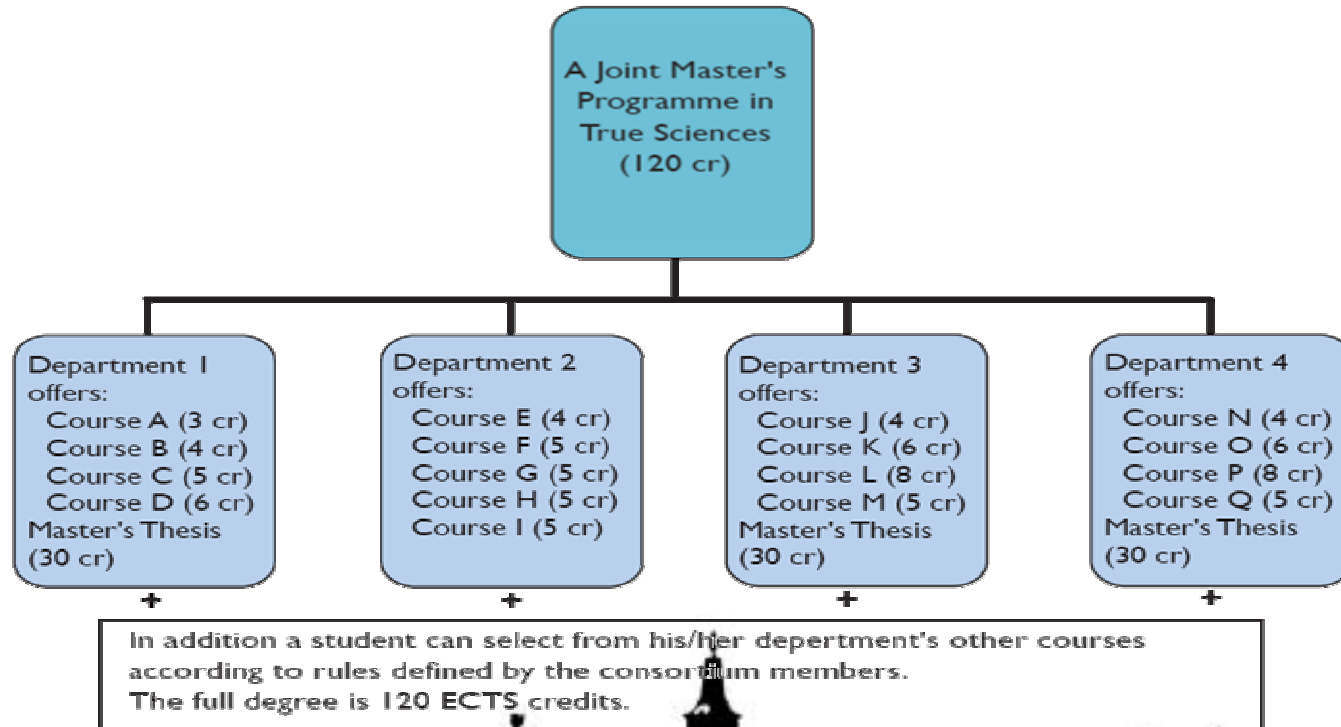 A Joint Master's
Programme in
True Sciences
(120 cr)
Department 1
offers:
Course A (3 cr)
Course B (4 cr)
Course C (5 cr)
Course D (6 cr)
Master's Thesis
(30 cr)
+
Department 2
offers:
Course E (4 cr)
Course F (5 cr)
Course G (5 cr)
Course H (5 cr)
Course I (5 cr)
+
Department 3
offers:
Course J (4 cr)
Course K (6 cr)
Course L (8 cr)
Course M (5 cr)
Master's Thesis
(30 cr)
+
Department 4
offers:
Course N (4 cr)
Course O (6 cr)
Course P (8 cr)
Course Q (5 cr)
Master's Thesis
(30 cr)
+
In addition a student can select from his/her depertment's other courses
according to rules defined by the consortium members.
The full degree is 120 ECTS credits.